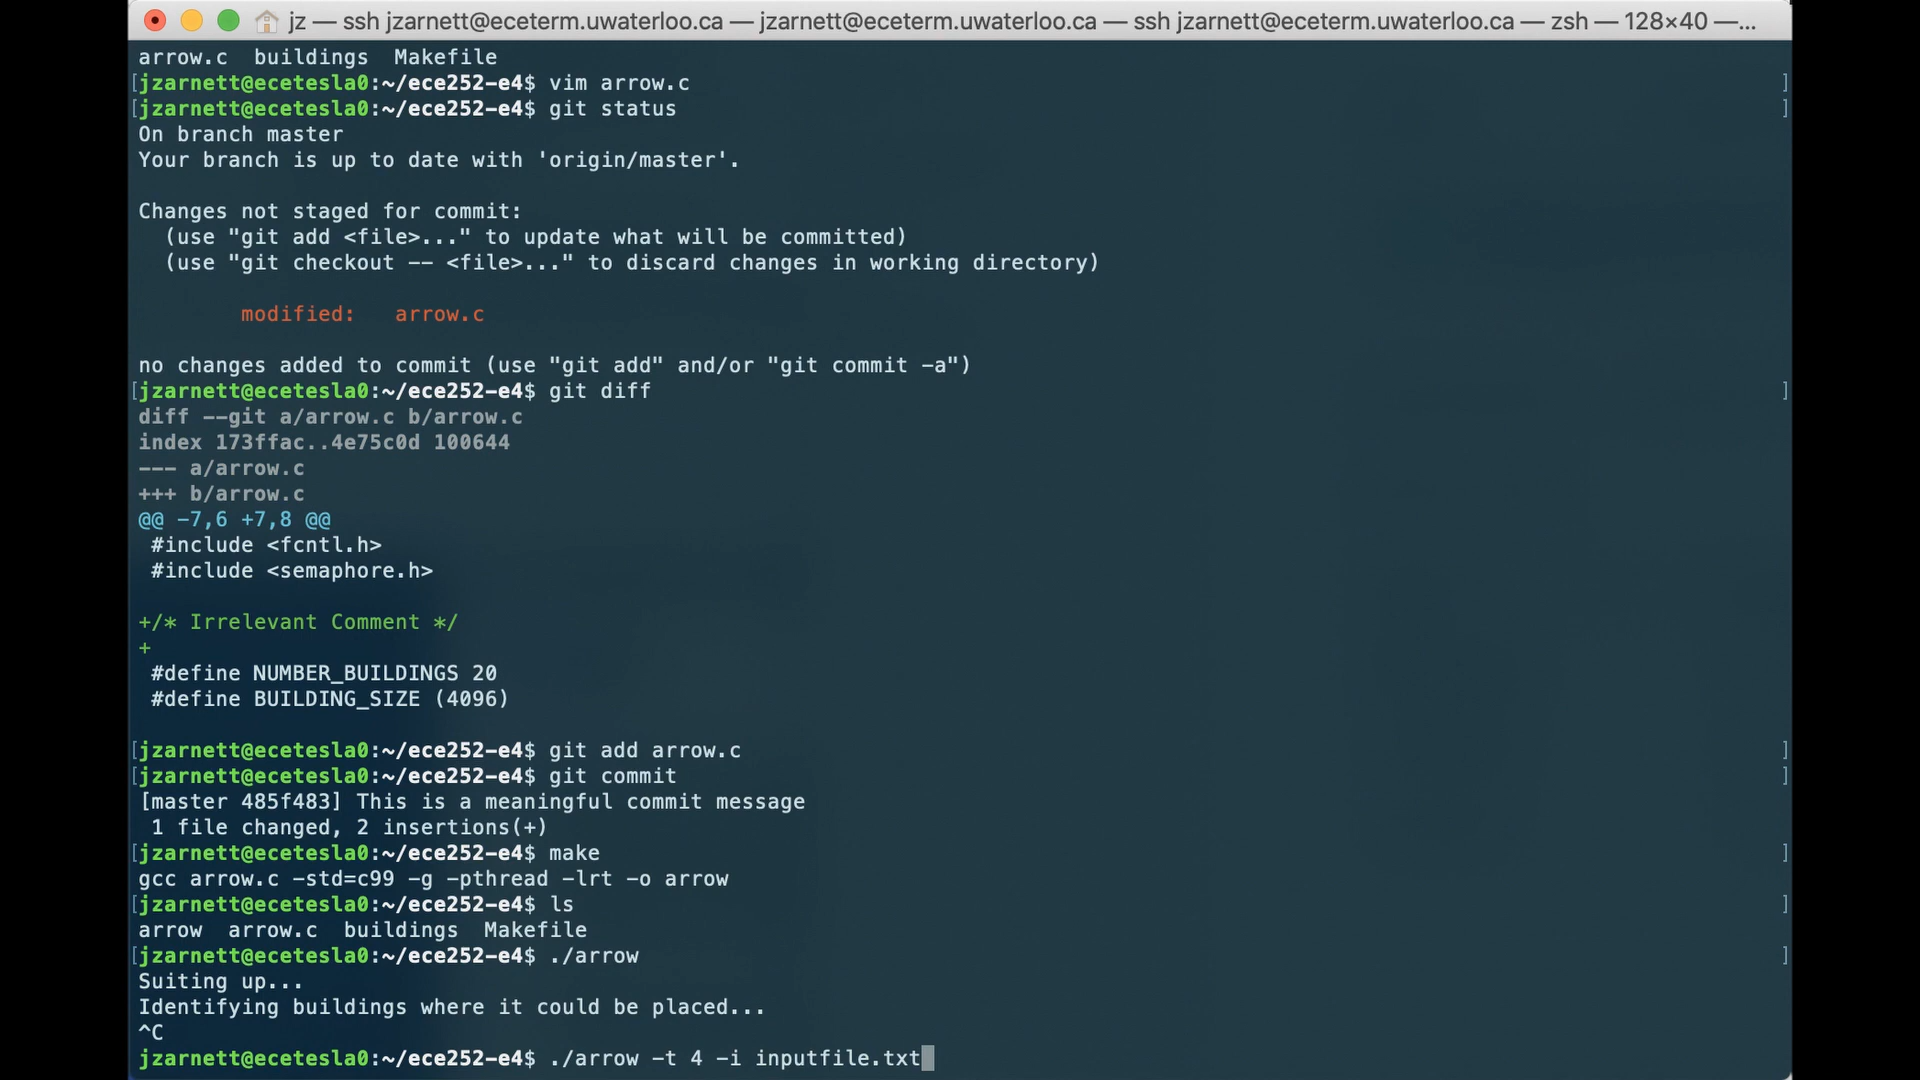 jz — ssh jzarnett@eceterm.uwaterloo.ca — jzarnett@eceterm.uwaterloo.ca — ssh jzarnett@eceterm.uwaterloo.ca — zsh — 128×40 —...
arrow.c  buildings  Makefile
[jzarnett@ecetesla0:~/ece252-e4$ vim arrow.c ]
[jzarnett@ecetesla0:~/ece252-e4$ git status ]
On branch master
Your branch is up to date with 'origin/master'.
Changes not staged for commit:
  (use "git add <file>..." to update what will be committed)
  (use "git checkout -- <file>..." to discard changes in working directory)
        modified:   arrow.c
no changes added to commit (use "git add" and/or "git commit -a")
[jzarnett@ecetesla0:~/ece252-e4$ git diff ]
diff --git a/arrow.c b/arrow.c
index 173ffac..4e75c0d 100644
--- a/arrow.c
+++ b/arrow.c
@@ -7,6 +7,8 @@
 #include <fcntl.h>
 #include <semaphore.h>
+/* Irrelevant Comment */
+
 #define NUMBER_BUILDINGS 20
 #define BUILDING_SIZE (4096)
[jzarnett@ecetesla0:~/ece252-e4$ git add arrow.c ]
[jzarnett@ecetesla0:~/ece252-e4$ git commit ]
[master 485f483] This is a meaningful commit message
 1 file changed, 2 insertions(+)
[jzarnett@ecetesla0:~/ece252-e4$ make ]
gcc arrow.c -std=c99 -g -pthread -lrt -o arrow
[jzarnett@ecetesla0:~/ece252-e4$ ls ]
arrow  arrow.c  buildings  Makefile
[jzarnett@ecetesla0:~/ece252-e4$ ./arrow ]
Suiting up...
Identifying buildings where it could be placed...
^C
jzarnett@ecetesla0:~/ece252-e4$ ./arrow -t 4 -i inputfile.txt